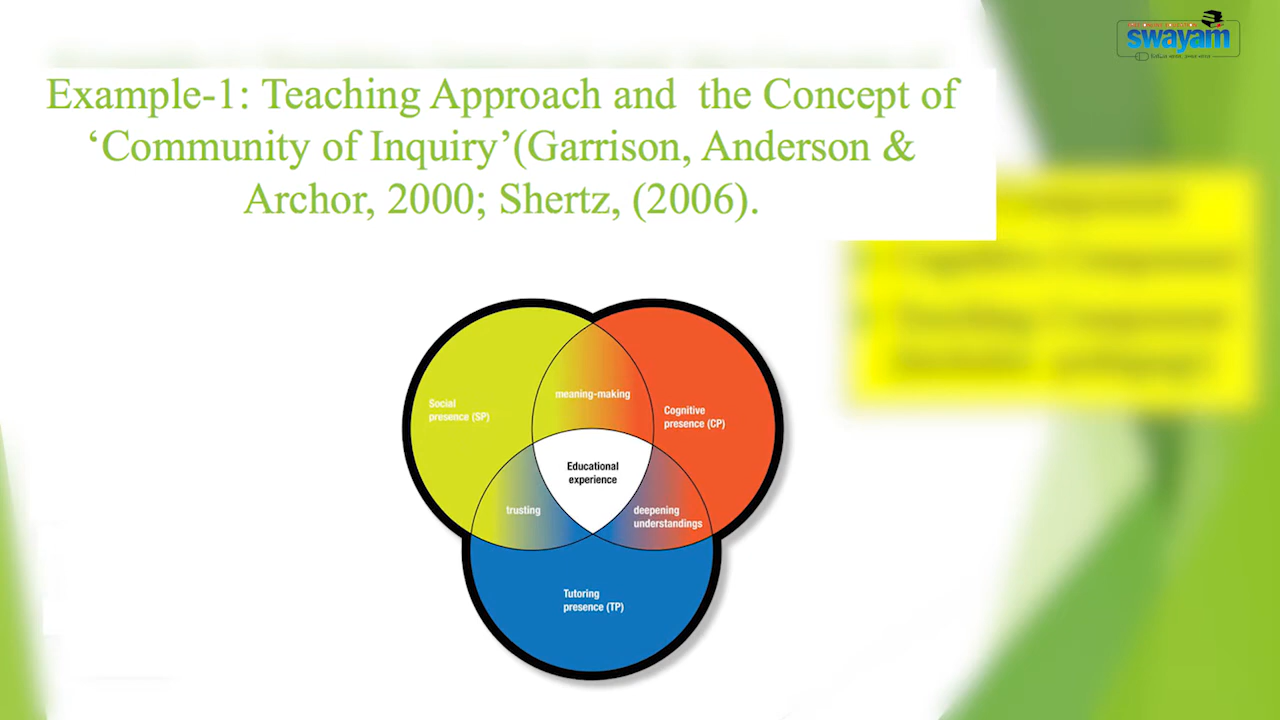 swayam
Example-1: Teaching Approach and the Concept of
‘Community of Inquiry’(Garrison, Anderson &
Archor, 2000; Shertz, (2006).
meaning-making
Social
presence (SP)
Cognitive
presence (CP)
Educational
experience
trusting
deepening
understandings
Tutoring
presence (TP)